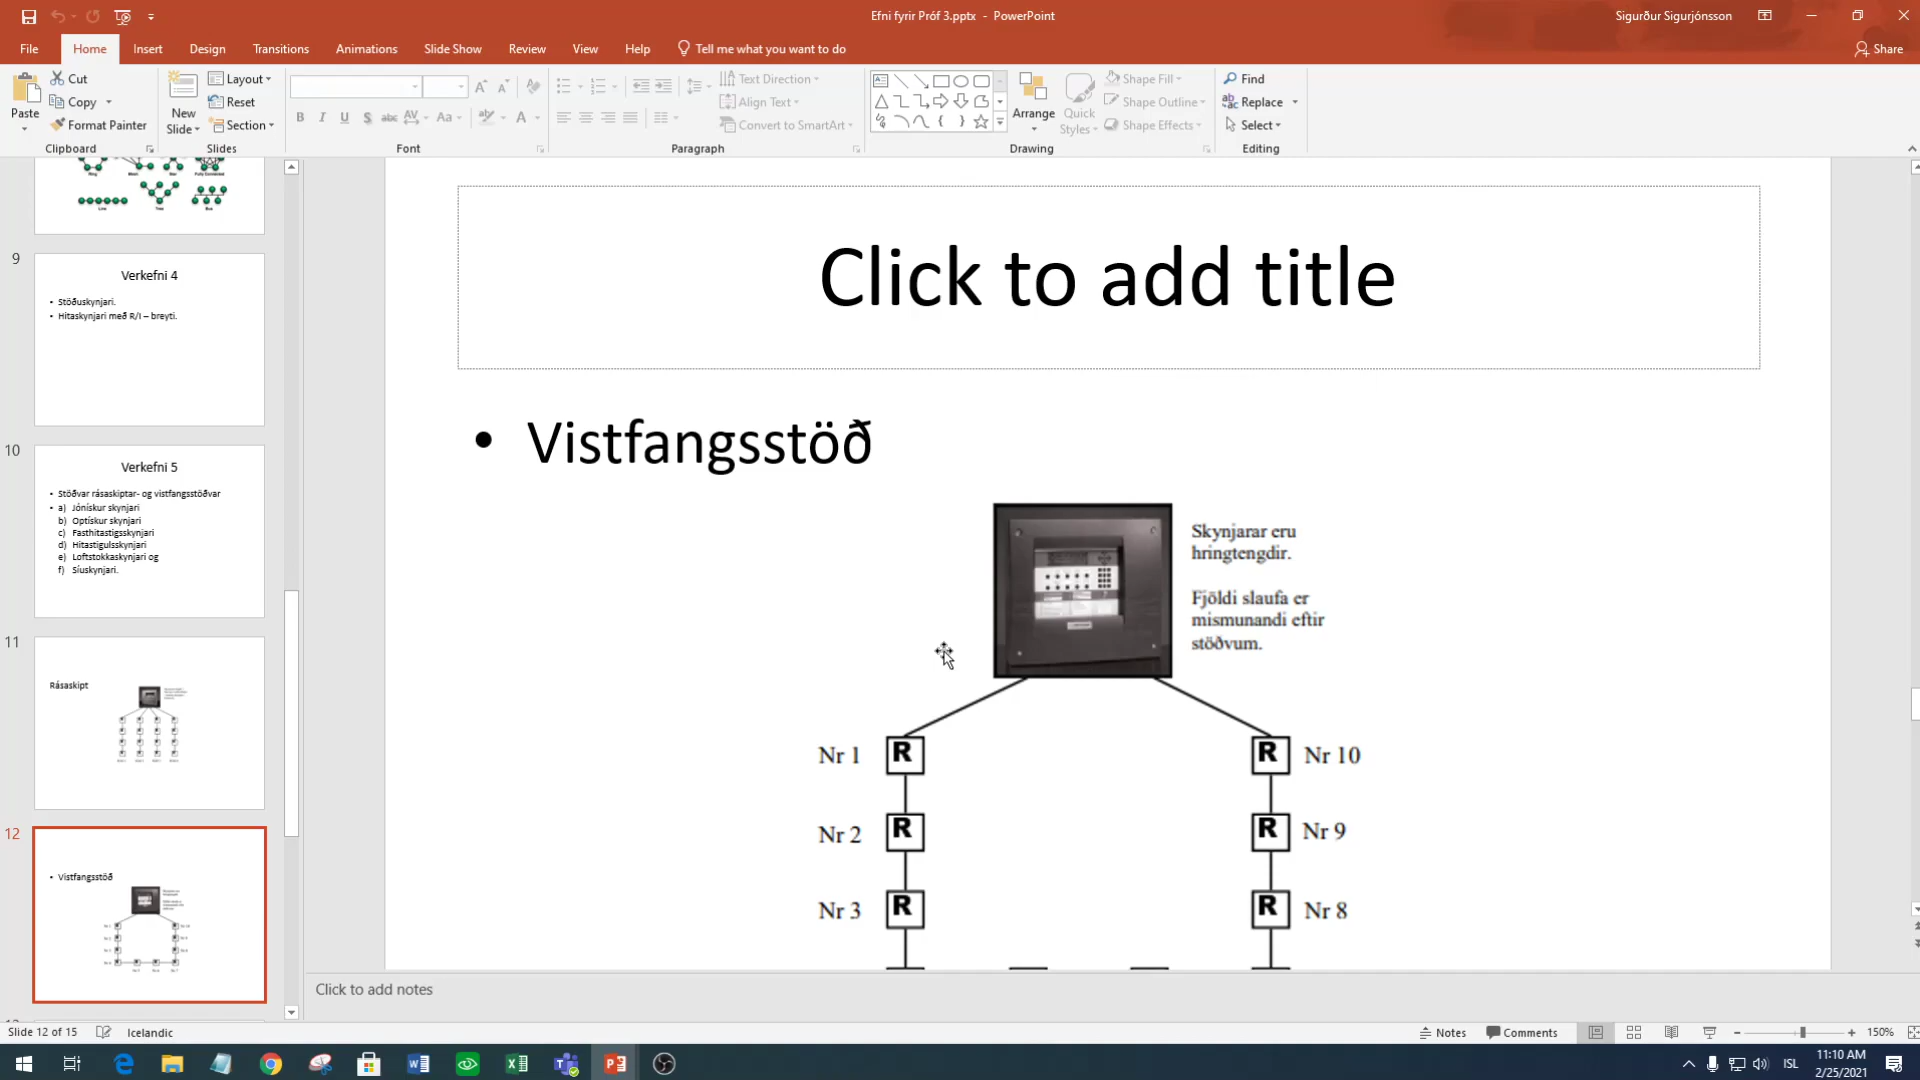 Efni fyrir Próf 3.pptx - PowerPoint
Sigurður Sigurjónsson
File Home Insert Design Transitions Animations Slide Show Review View Help Tell me what you want to do
Share
Paste
Cut
Copy
Format Painter
Clipboard
New Slide
Layout
Reset
Section
Slides
Font
Text Direction
Align Text
Convert to SmartArt
Paragraph
Arrange
Quick Styles
Shape Fill
Shape Outline
Shape Effects
Drawing
Find
Replace
Select
Editing
9
Verkefni 4
• Stöðuskynjari.
• Hitaskynjari með R/I – breyti.
10
Verkefni 5
• Stöðvar rásaskiptar- og vistfangsstöðvar
• a) Jónískur skynjari
b) Optískur skynjari
c) Fasthitastigsskynjari
d) Hitastigulsskynjari
e) Loftstokkaskynjari og
f) Síuskynjari.
11
Rásaskipt
12
• Vistfangsstöð
Click to add title
• Vistfangsstöð
Skynjarar eru
hringtengdir.
Fjöldi slaufa er
mismunandi eftir
stöðvum.
Nr 1 R R Nr 10
Nr 2 R R Nr 9
Nr 3 R R Nr 8
Click to add notes
Slide 12 of 15 Icelandic
Notes Comments 150%
ISL
11:10 AM
2/25/2021